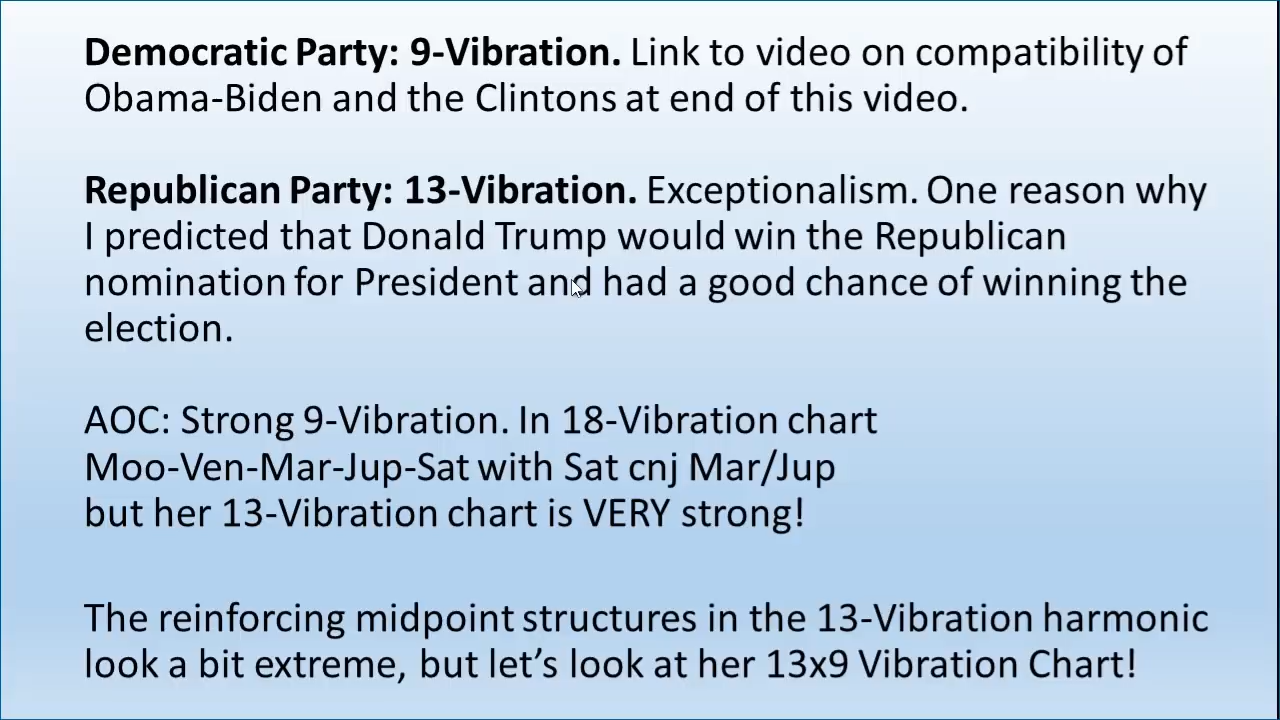 Democratic Party: 9-Vibration. Link to video on compatibility of
Obama-Biden and the Clintons at end of this video.
Republican Party: 13-Vibration. Exceptionalism. One reason why
I predicted that Donald Trump would win the Republican
nomination for President and had a good chance of winning the
election.
AOC: Strong 9-Vibration. In 18-Vibration chart
Moo-Ven-Mar-Jup-Sat with Sat cnj Mar/Jup
but her 13-Vibration chart is VERY strong!
The reinforcing midpoint structures in the 13-Vibration harmonic
look a bit extreme, but let’s look at her 13x9 Vibration Chart!